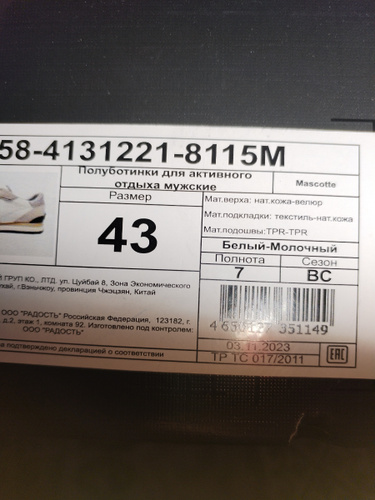 58-4131221-8115M
Полуботинки для активного
отдыха мужские
Mascotte
Размер
43
Мат.верха: нат.кожа-велюр
Мат.подкладки: текстиль-нат.кожа
Мат.подошвы:TPR-TPR
Белый-Молочный
Полнота
Сезон
7
ВС
ГРУП КО., ЛТД. ул. Цуйбай 8, Зона Экономического
г.Вэньчжоу, провинция Чжэцзян, Китай
351149
ООО "РАДОСТЬ" Российская Федерация, 123182, г.
д.2, этаж 1, комната 92. Изготовлено под контролем:
ООО "РАДОСТЬ"
03.11.2023
подтверждено декларацией о соответствии
ТР ТС 017/2011
EAC